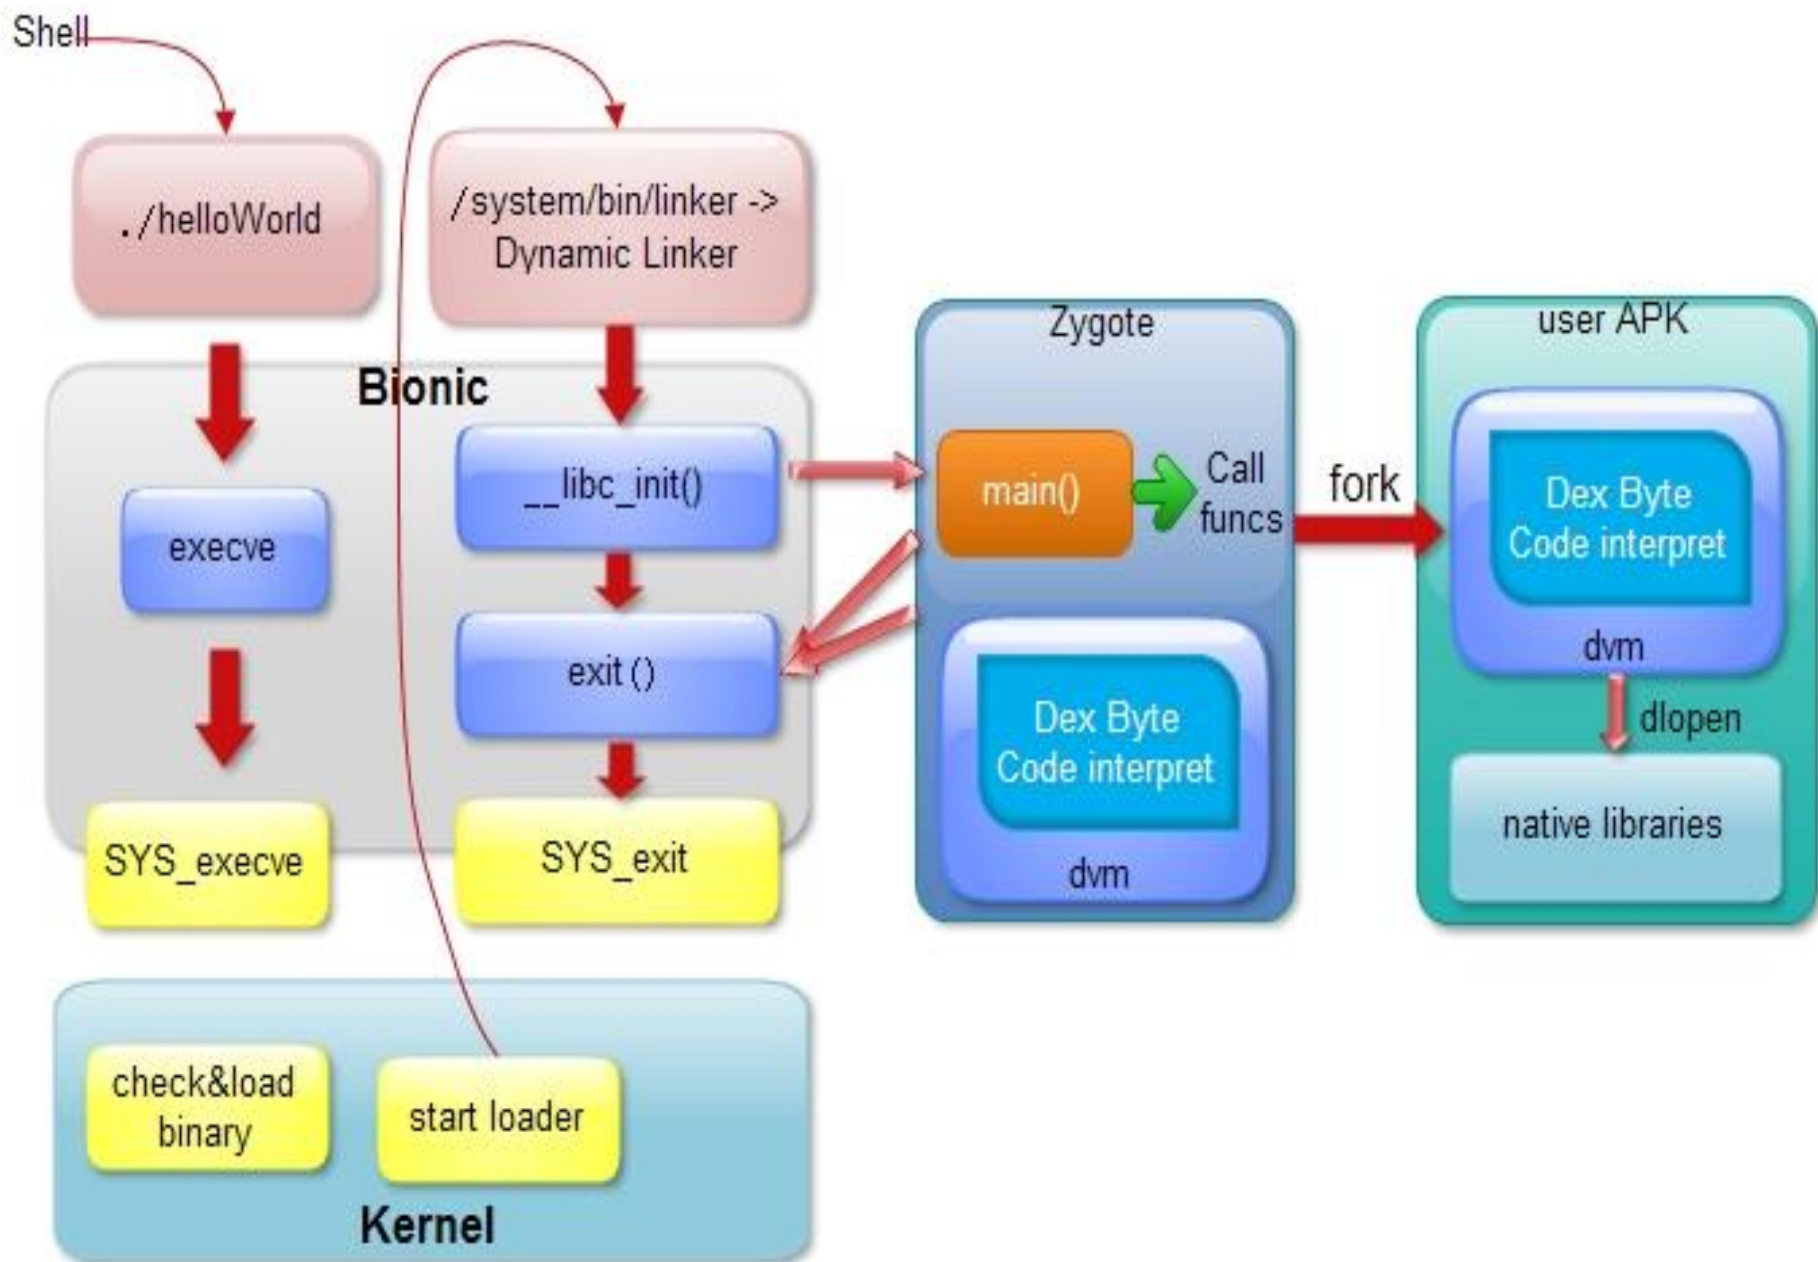 Shell
./helloWorld
/system/bin/linker ->
Dynamic Linker
Bionic
execve
__libc_init()
exit ()
SYS_execve
SYS_exit
check&load
binary
start loader
Kernel
Zygote
main()
Call
funcs
Dex Byte
Code interpret
dvm
fork
user APK
Dex Byte
Code interpret
dvm
dlopen
native libraries